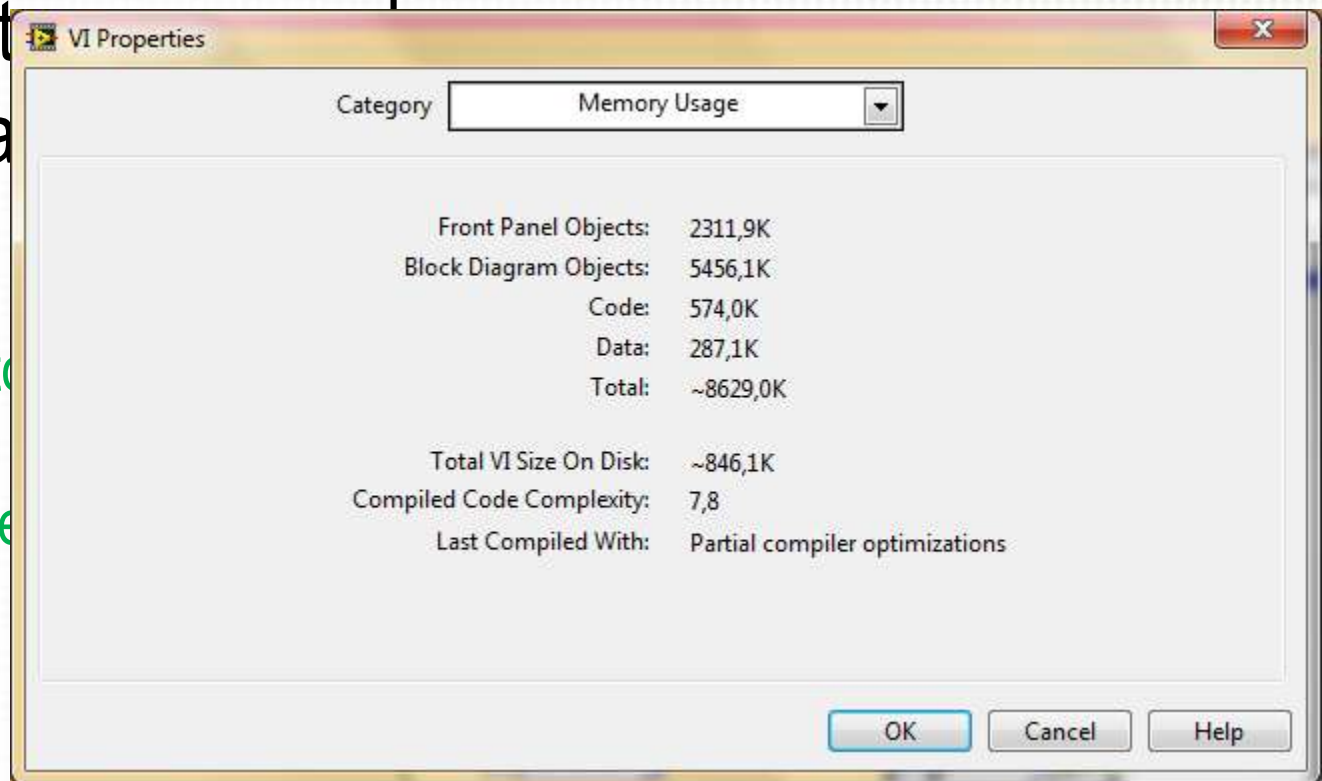 VI Properties
Category Memory Usage
Front Panel Objects: 2311,9K
Block Diagram Objects: 5456,1K
Code: 574,0K
Data: 287,1K
Total: ~8629,0K
Total VI Size On Disk: ~846,1K
Compiled Code Complexity: 7,8
Last Compiled With: Partial compiler optimizations
OK Cancel Help